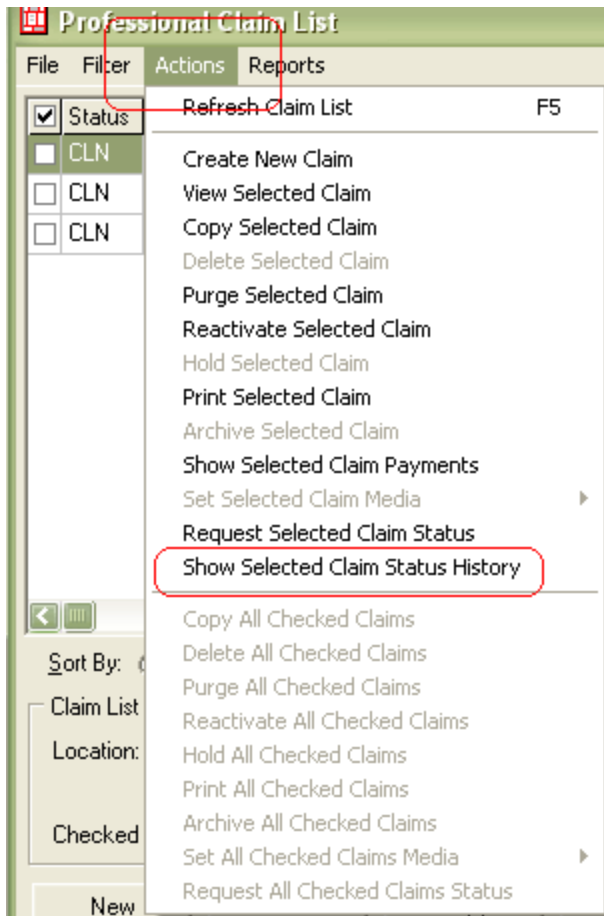 Professional Claim List
File Filter Actions Reports
Status
CLN
CLN
CLN
Refresh Claim List F5
Create New Claim
View Selected Claim
Copy Selected Claim
Delete Selected Claim
Purge Selected Claim
Reactivate Selected Claim
Hold Selected Claim
Print Selected Claim
Archive Selected Claim
Show Selected Claim Payments
Set Selected Claim Media
Request Selected Claim Status
Show Selected Claim Status History
Copy All Checked Claims
Delete All Checked Claims
Purge All Checked Claims
Reactivate All Checked Claims
Hold All Checked Claims
Print All Checked Claims
Archive All Checked Claims
Set All Checked Claims Media
Request All Checked Claims Status
Sort By:
Claim List
Location:
Checked
New